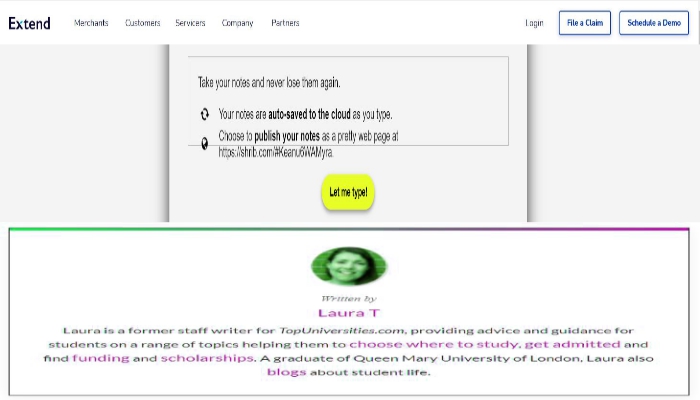 Extend Merchants Customers Servicers Company Partners Login File a Claim Schedule a Demo
Take your notes and never lose them again.
Your notes are auto-saved to the cloud as you type.
Choose to publish your notes as a pretty web page at
https://shrib.com/#Keanu6WAMyra.
Let me type!
Written by
Laura T
Laura is a former staff writer for TopUniversities.com, providing advice and guidance for
students on a range of topics helping them to choose where to study, get admitted and
find funding and scholarships. A graduate of Queen Mary University of London, Laura also
blogs about student life.